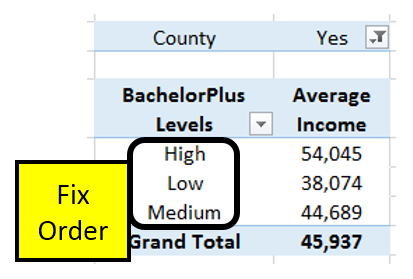 County Yes
BachelorPlus Average
Levels Income
High 54,045
Low 38,074
Medium 44,689
Grand Total 45,937
Fix
Order